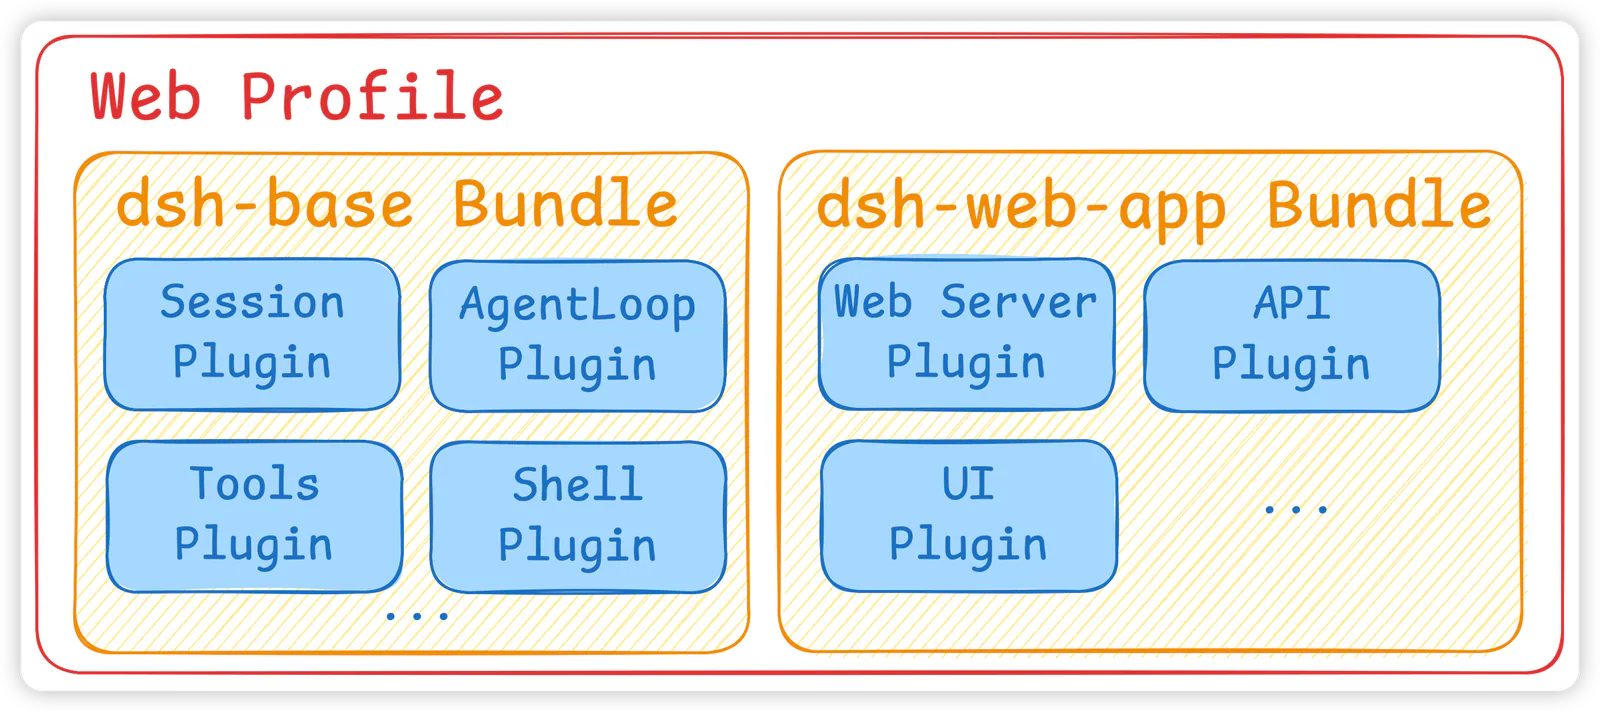 Web Profile
dsh-base Bundle
Session
Plugin
AgentLoop
Plugin
Tools
Plugin
Shell
Plugin
...
dsh-web-app Bundle
Web Server
Plugin
API
Plugin
UI
Plugin
...